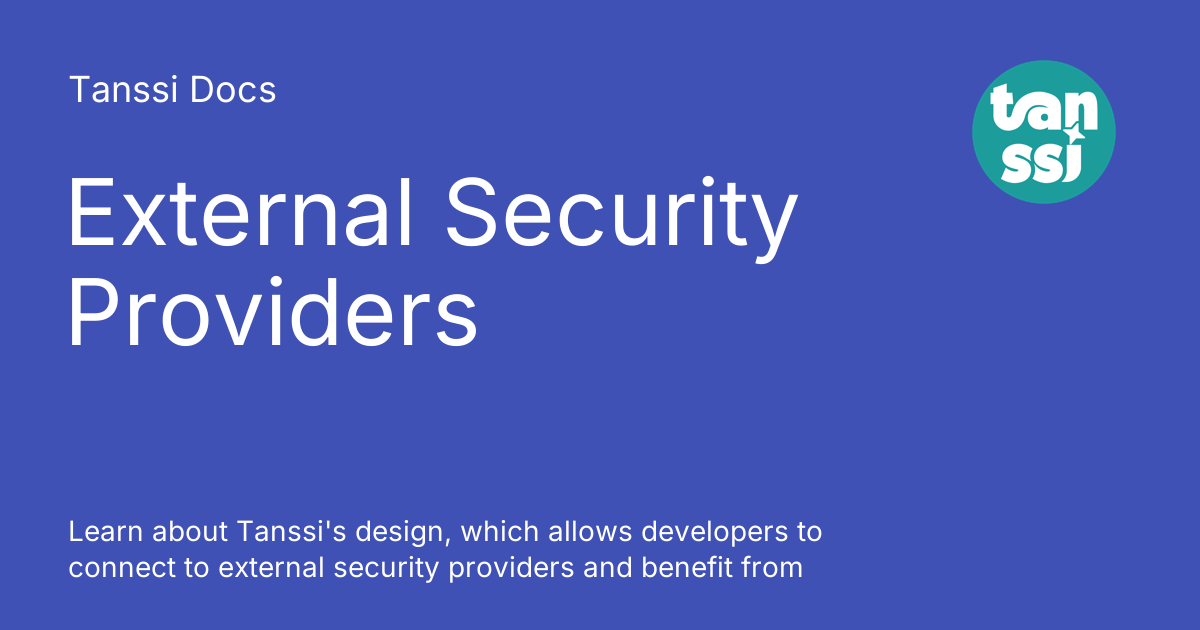 Tanssi Docs
tan
ssi
External Security
Providers
Learn about Tanssi's design, which allows developers to
connect to external security providers and benefit from